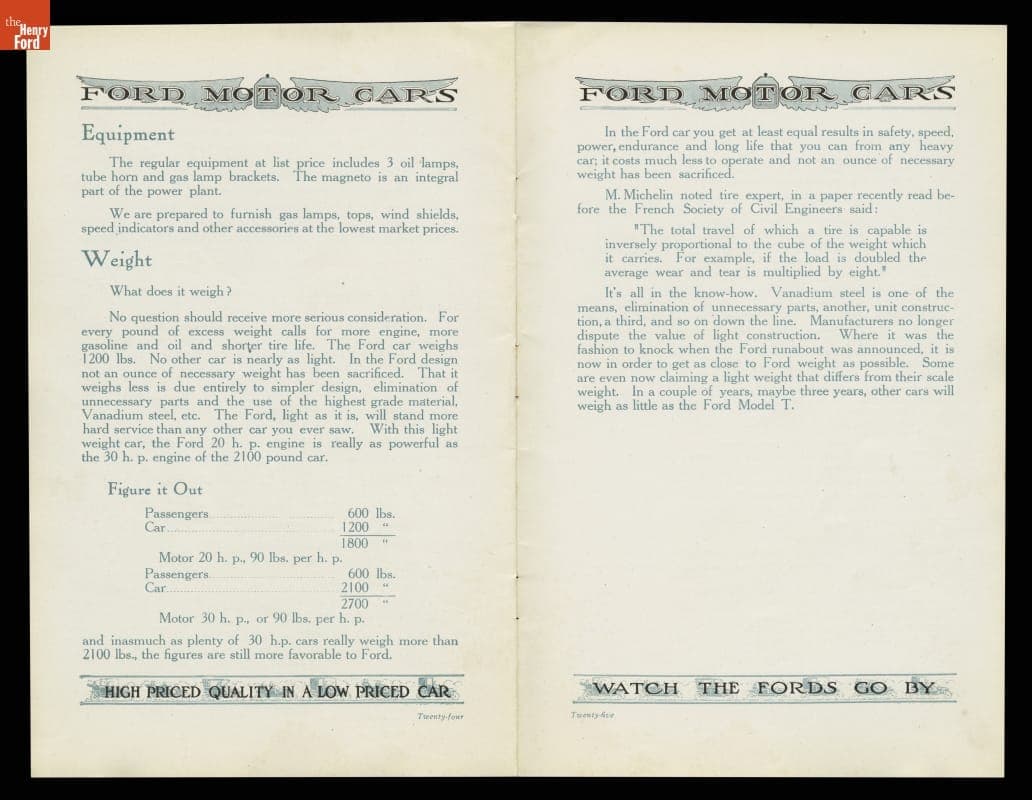 the
Henry
Ford
FORD MOTOR CARS
Equipment
The regular equipment at list price includes 3 oil lamps,
tube horn and gas lamp brackets. The magneto is an integral
part of the power plant.
We are prepared to furnish gas lamps, tops, wind shields,
speed indicators and other accessories at the lowest market prices.
Weight
What does it weigh?
No question should receive more serious consideration. For
every pound of excess weight calls for more engine, more
gasoline and oil and shorter tire life. The Ford car weighs
1200 lbs. No other car is nearly as light. In the Ford design
not an ounce of necessary weight has been sacrificed. That it
weighs less is due entirely to simpler design, elimination of
unnecessary parts and the use of the highest grade material,
Vanadium steel, etc. The Ford, light as it is, will stand more
hard service than any other car you ever saw. With this light
weight car, the Ford 20 h. p. engine is really as powerful as
the 30 h. p. engine of the 2100 pound car.
Figure it Out
Passengers 600 lbs.
Car 1200 "
1800 "
Motor 20 h. p., 90 lbs. per h. p.
Passengers 600 lbs.
Car 2100 "
2700 "
Motor 30 h. p., or 90 lbs. per h. p.
and inasmuch as plenty of 30 h.p. cars really weigh more than
2100 lbs., the figures are still more favorable to Ford.
HIGH PRICED QUALITY IN A LOW PRICED CAR
Twenty-four
FORD MOTOR CARS
In the Ford car you get at least equal results in safety, speed,
power, endurance and long life that you can from any heavy
car; it costs much less to operate and not an ounce of necessary
weight has been sacrificed.
M. Michelin noted tire expert, in a paper recently read be-
fore the French Society of Civil Engineers said:
"The total travel of which a tire is capable is
inversely proportional to the cube of the weight which
it carries. For example, if the load is doubled the
average wear and tear is multiplied by eight."
It's all in the know-how. Vanadium steel is one of the
means, elimination of unnecessary parts, another, unit construc-
tion, a third, and so on down the line. Manufacturers no longer
dispute the value of light construction. Where it was the
fashion to knock when the Ford runabout was announced, it is
now in order to get as close to Ford weight as possible. Some
are even now claiming a light weight that differs from their scale
weight. In a couple of years, maybe three years, other cars will
weigh as little as the Ford Model T.
WATCH THE FORDS GO BY
Twenty-five